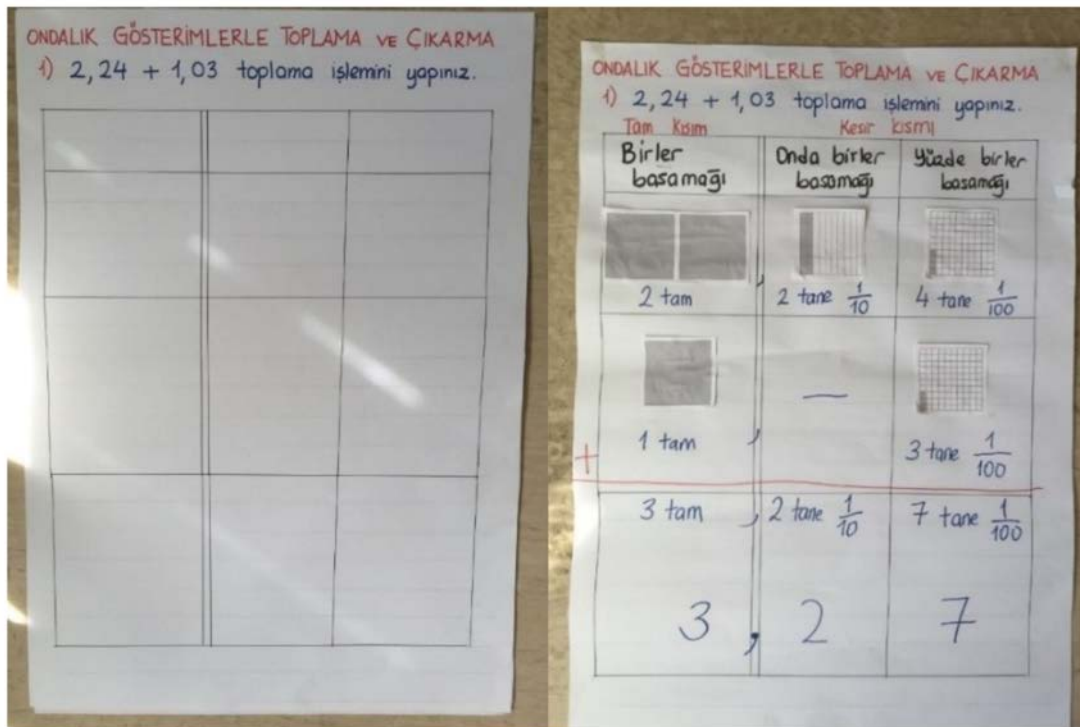 ONDALIK GÖSTERİMLERLE TOPLAMA VE ÇIKARMA
1) 2,24 + 1,03 toplama işlemini yapınız.
ONDALIK GÖSTERİMLERLE TOPLAMA VE ÇIKARMA
1) 2,24 + 1,03 toplama işlemini yapınız.
Tam Kısım Kesir kısmı
Birler basamağı Onda birler basamağı Yüzde birler basamağı
2 tam , 2 tane 1/10 4 tane 1/100
—
+ 1 tam , 3 tane 1/100
3 tam , 2 tane 1/10 7 tane 1/100
3 , 2 7